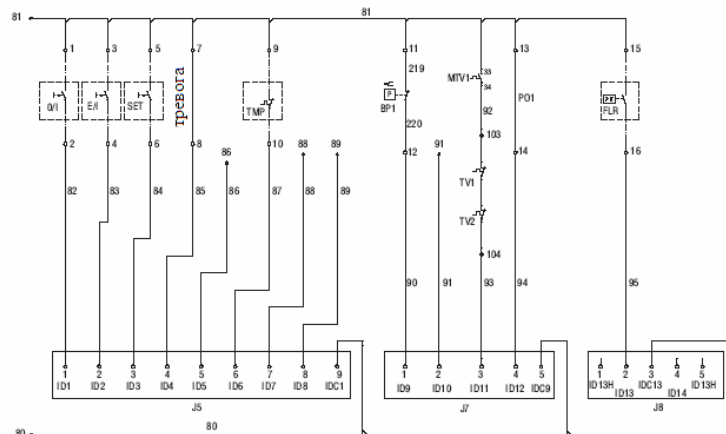 81
81
1 3 5 7 9 11 13 15
219
33
MTV1
34
P
BP1
0/I E/I SET тревога TMP
92
P01
FLR
220
103
2 4 6 8 10 12 14 16
86 88 89 91
TV1
82 83 84 85 86 87 88 89
TV2
104
90 91 93 94 95
1 2 3 4 5 6 7 8 9
ID1 ID2 ID3 ID4 ID5 ID6 ID7 ID8 IDC1
J5
1 2 3 4 5
ID9 ID10 ID11 ID12 IDC9
J7
1 2 3 4 5
ID13H ID13 IDC13 ID14 ID13H
J8
80
80